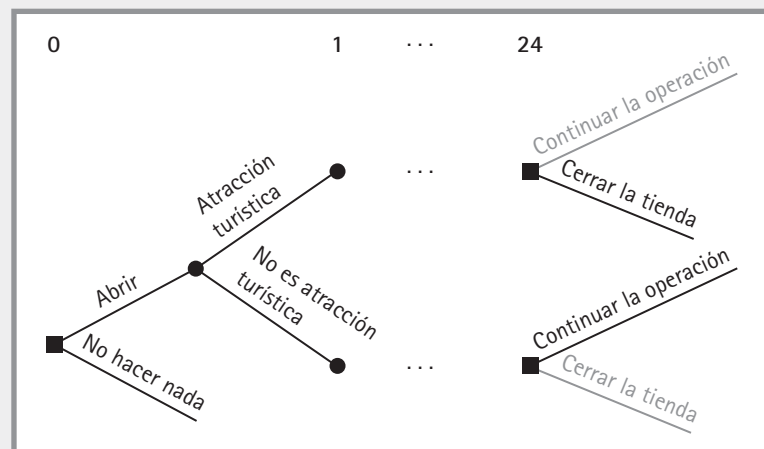 0 1 ... 24
Continuar la operación
Atracción
turística
Cerrar la tienda
Abrir
No es atracción
turística
Continuar la operación
No hacer nada
...
...
Cerrar la tienda